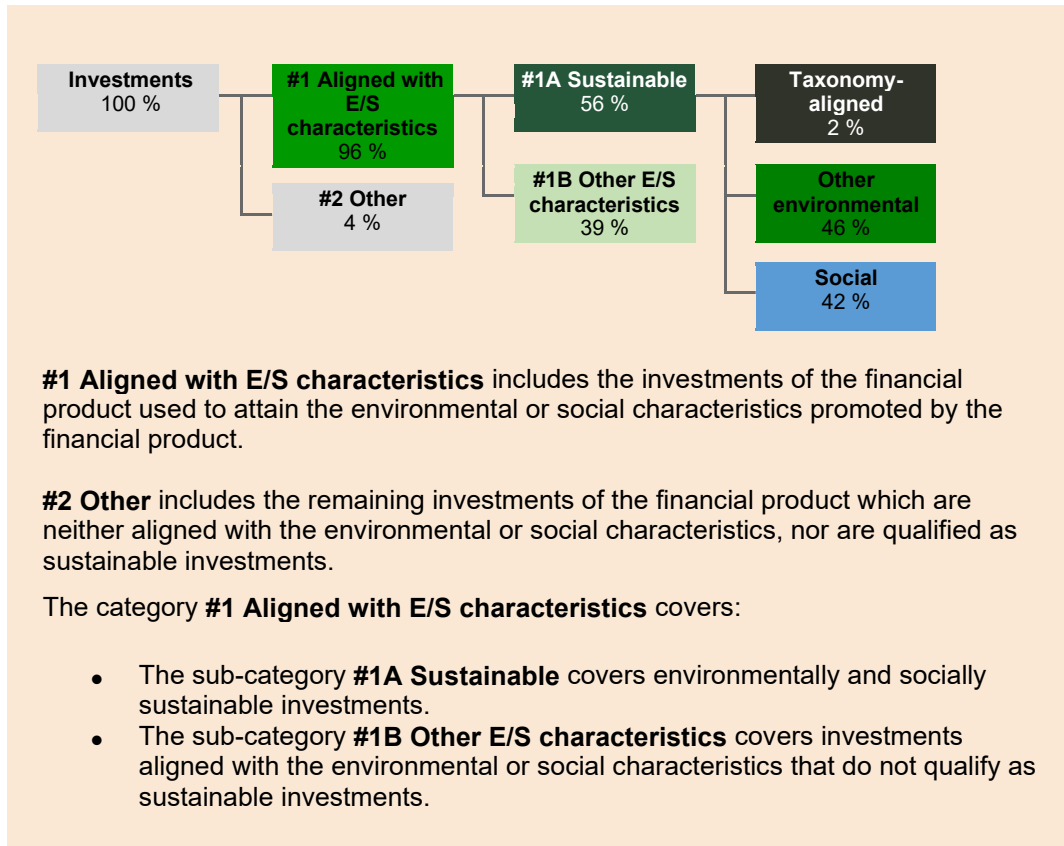 Investments
100 %
#1 Aligned with
E/S
characteristics
96 %
#2 Other
4 %
#1A Sustainable
56 %
#1B Other E/S
characteristics
39 %
Taxonomy-
aligned
2 %
Other
environmental
46 %
Social
42 %
#1 Aligned with E/S characteristics includes the investments of the financial
product used to attain the environmental or social characteristics promoted by the
financial product.
#2 Other includes the remaining investments of the financial product which are
neither aligned with the environmental or social characteristics, nor are qualified as
sustainable investments.
The category #1 Aligned with E/S characteristics covers:
• The sub-category #1A Sustainable covers environmentally and socially
sustainable investments.
• The sub-category #1B Other E/S characteristics covers investments
aligned with the environmental or social characteristics that do not qualify as
sustainable investments.